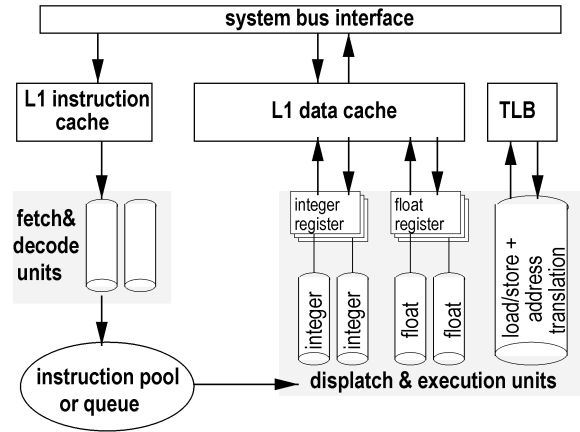 system bus interface
L1 instruction
cache
L1 data cache
TLB
integer
register
float
register
fetch&
decode
units
integer
integer
float
float
load/store +
address
translation
instruction pool
or queue
displatch & execution units